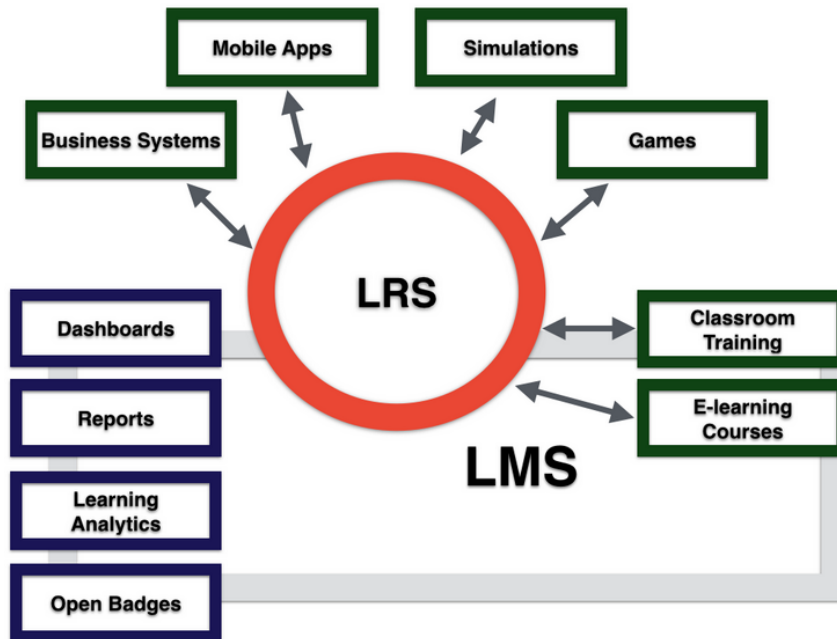 Mobile Apps
Simulations
Business Systems
Games
LRS
Dashboards
Classroom
Training
Reports
E-learning
Courses
LMS
Learning
Analytics
Open Badges